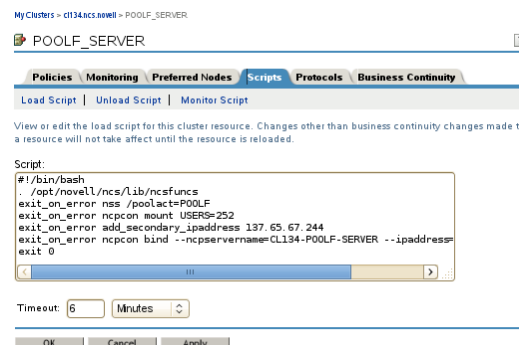 My Clusters > cl134.ncs.novell > POOLF_SERVER
POOLF_SERVER
Policies Monitoring Preferred Nodes Scripts Protocols Business Continuity
Load Script | Unload Script | Monitor Script
View or edit the load script for this cluster resource. Changes other than business continuity changes made t
a resource will not take affect until the resource is reloaded.
Script:
#!/bin/bash
. /opt/novell/ncs/lib/ncsfuncs
exit_on_error nss /poolact=POOLF
exit_on_error ncpcon mount USERS=252
exit_on_error add_secondary_ipaddress 137.65.67.244
exit_on_error ncpcon bind --ncpservername=CL134-POOLF-SERVER --ipaddress=
exit 0
Timeout: 6 Minutes
OK Cancel Apply